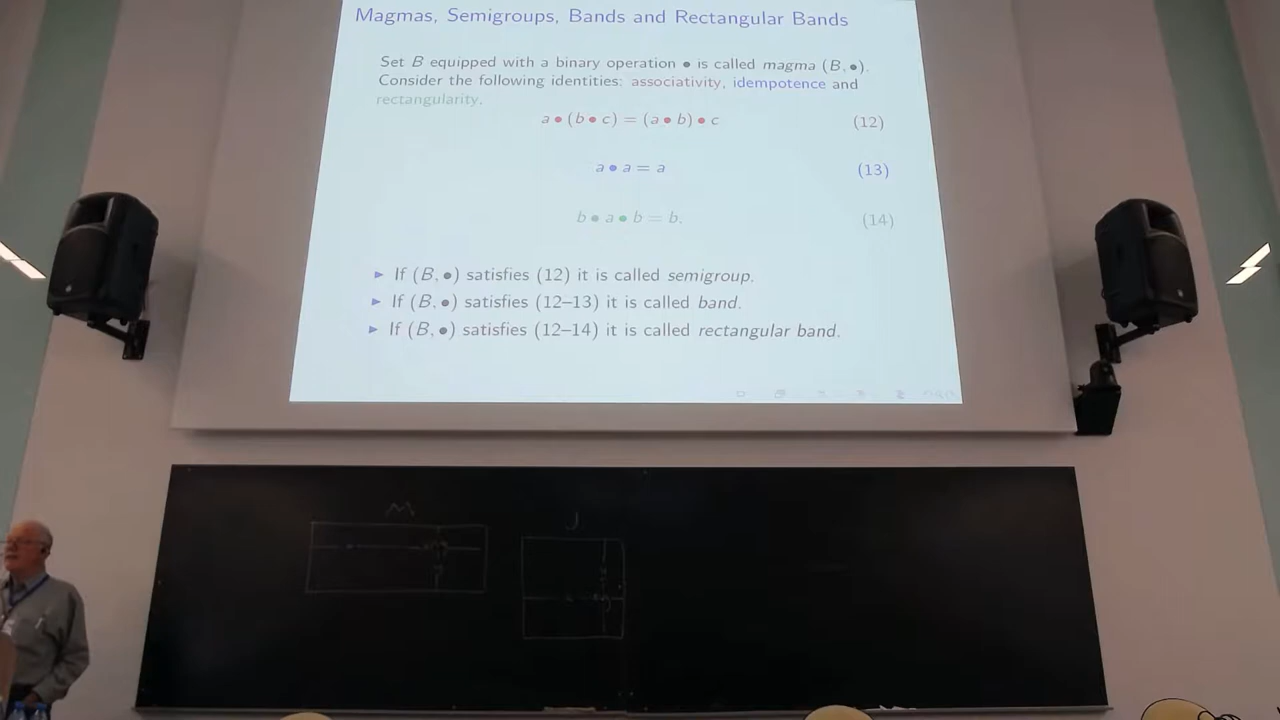 Magmas, Semigroups, Bands and Rectangular Bands
Set B equipped with a binary operation • is called magma (B, •).
Consider the following identities: associativity, idempotence and
rectangularity.
a • (b • c) = (a • b) • c (12)
a • a = a (13)
b • a • b = b. (14)
► If (B, •) satisfies (12) it is called semigroup.
► If (B, •) satisfies (12–13) it is called band.
► If (B, •) satisfies (12–14) it is called rectangular band.
M
J